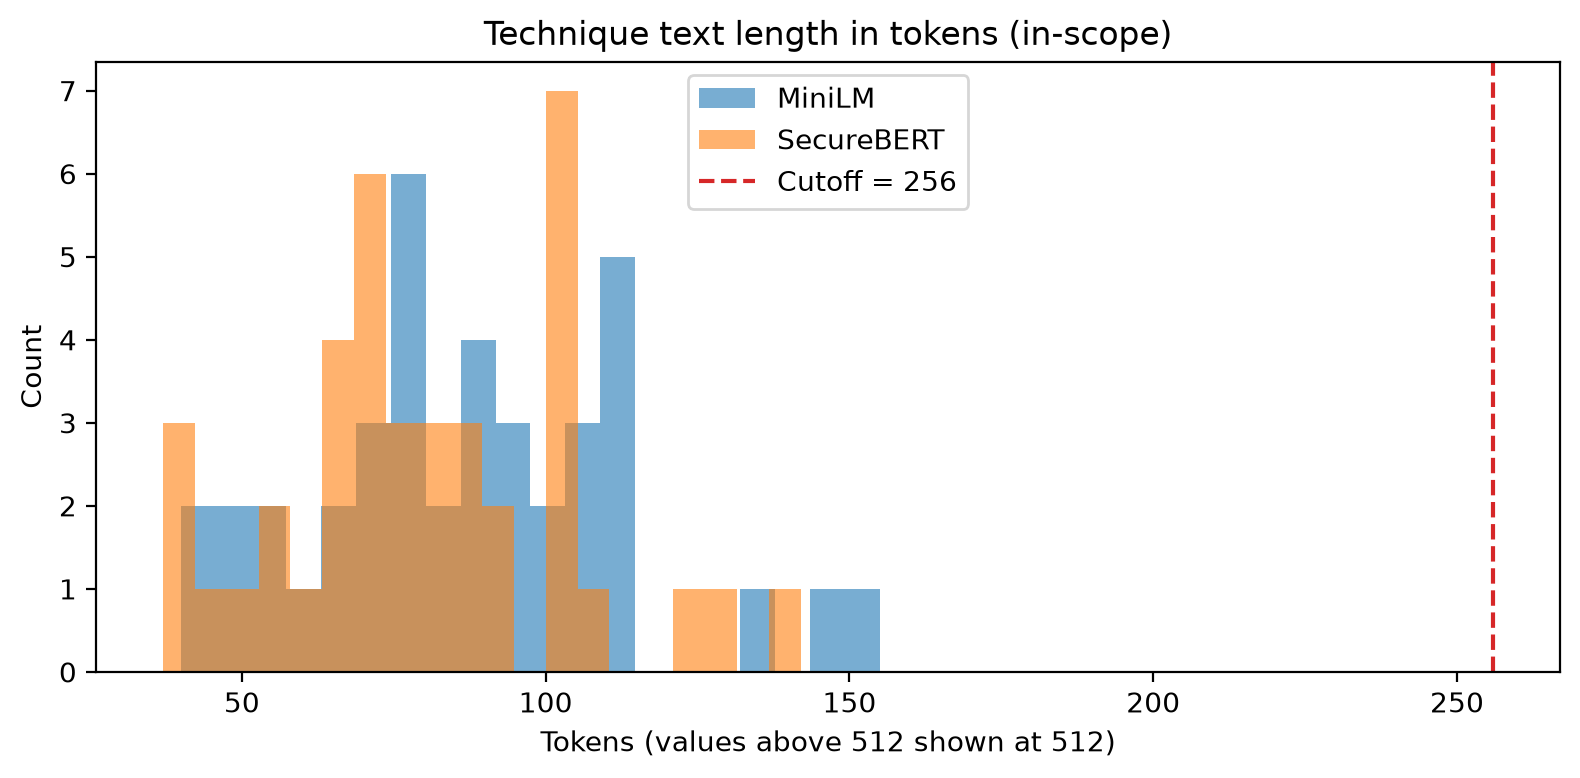 Technique text length in tokens (in-scope)
MiniLM
SecureBERT
Cutoff = 256
Count
7
6
5
4
3
2
1
0
50 100 150 200 250
Tokens (values above 512 shown at 512)